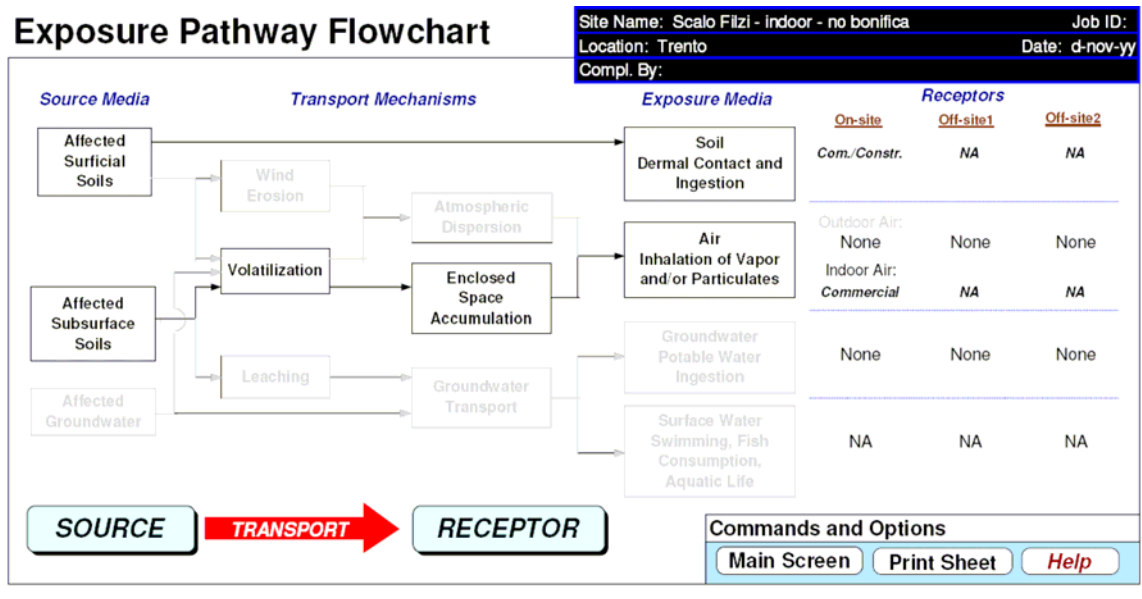 Exposure Pathway Flowchart
Site Name: Scalo Filzi - indoor - no bonifica Job ID:
Location: Trento Date: d-nov-yy
Compl. By:
Source Media
Transport Mechanisms
Exposure Media
Receptors
On-site Off-site1 Off-site2
Affected
Surficial
Soils
Wind
Erosion
Atmospheric
Dispersion
Soil
Dermal Contact and
Ingestion
Com./Constr. NA NA
Volatilization
Enclosed
Space
Accumulation
Air
Inhalation of Vapor
and/or Particulates
Outdoor Air:
None None None
Indoor Air:
Commercial NA NA
Affected
Subsurface
Soils
Leaching
Groundwater
Transport
Groundwater
Potable Water
Ingestion
None None None
Affected
Groundwater
Surface Water
Swimming, Fish
Consumption,
Aquatic Life
NA NA NA
SOURCE
TRANSPORT
RECEPTOR
Commands and Options
Main Screen Print Sheet Help